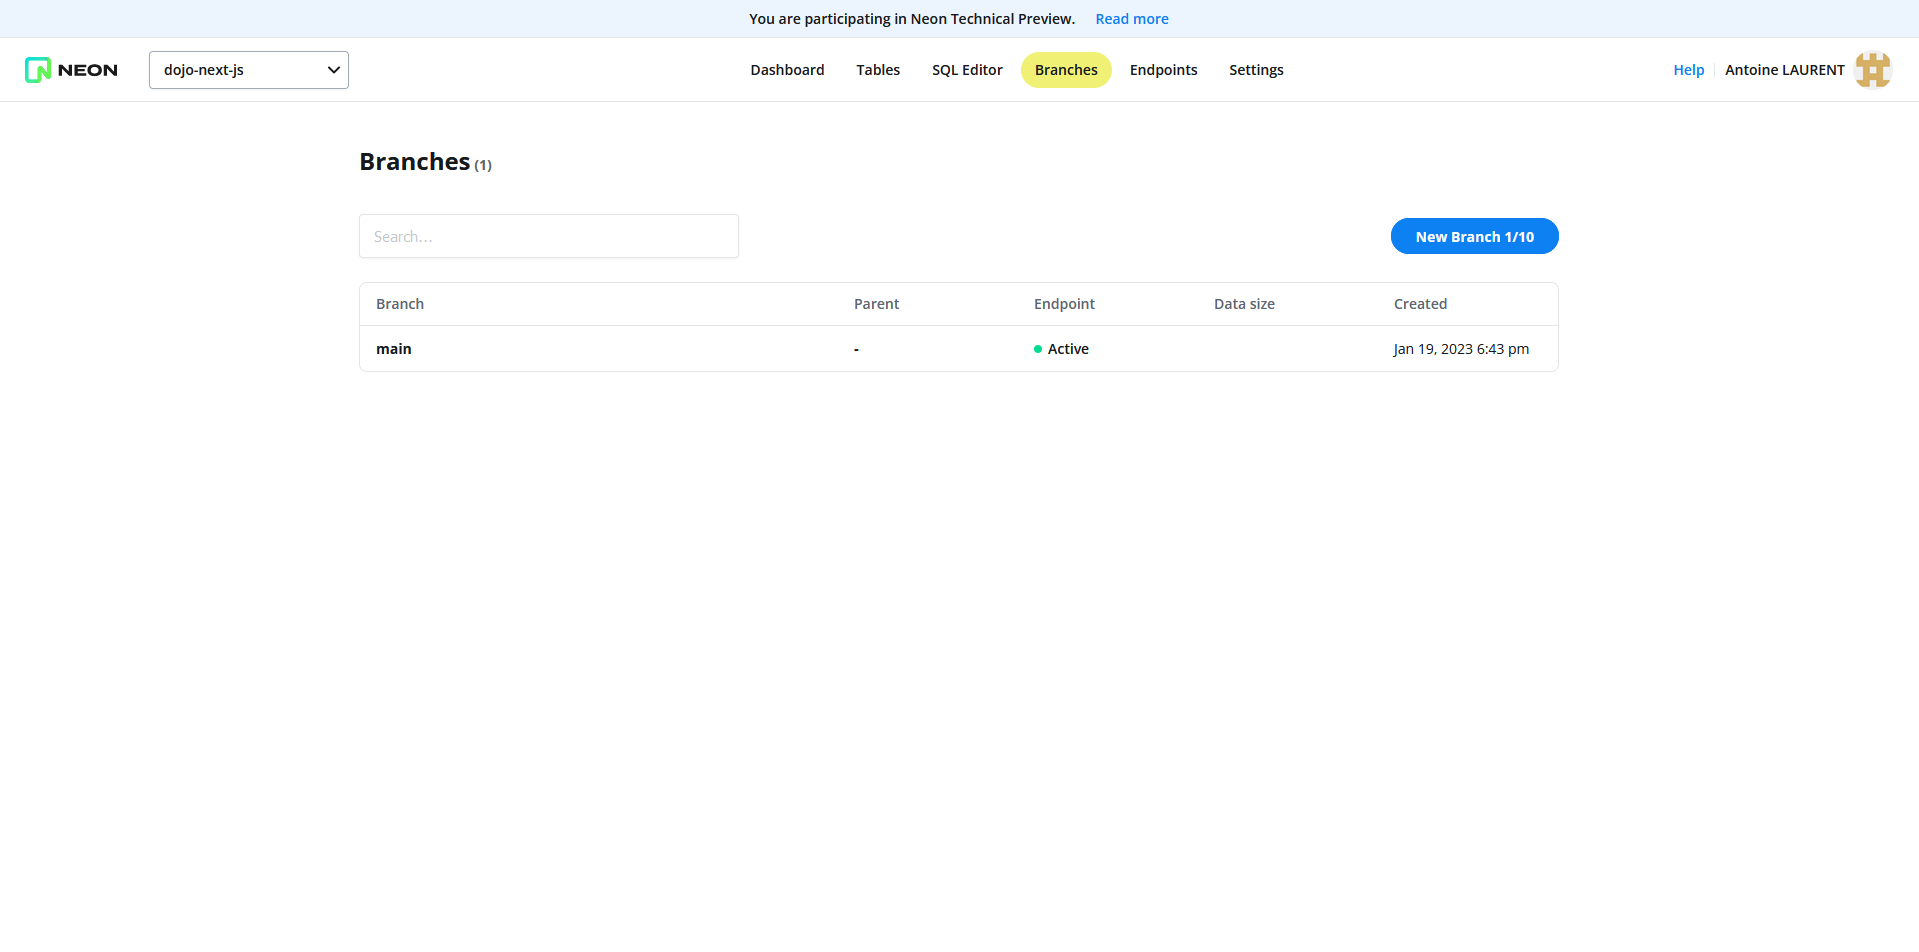 You are participating in Neon Technical Preview. Read more
NEON dojo-next-js Dashboard Tables SQL Editor Branches Endpoints Settings Help Antoine LAURENT
Branches (1)
Search...
New Branch 1/10
Branch Parent Endpoint Data size Created
main - Active Jan 19, 2023 6:43 pm